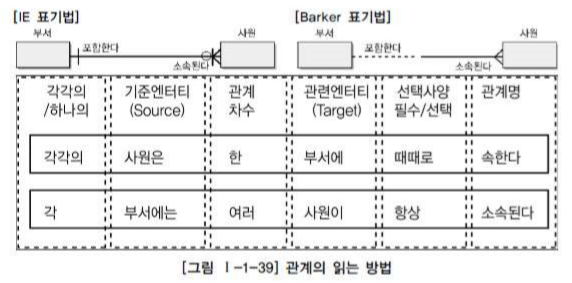 [IE 표기법] [Barker 표기법]
부서 사원 부서 사원
포함한다 포함한다
소속된다 소속된다
각각의 기준엔터티 관계 관련엔터티 선택사양 관계명
/하나의 (Source) 차수 (Target) 필수/선택
각각의 사원은 한 부서에 때때로 속한다
각 부서에는 여러 사원이 항상 소속된다
[그림 Ⅰ-1-39] 관계의 읽는 방법